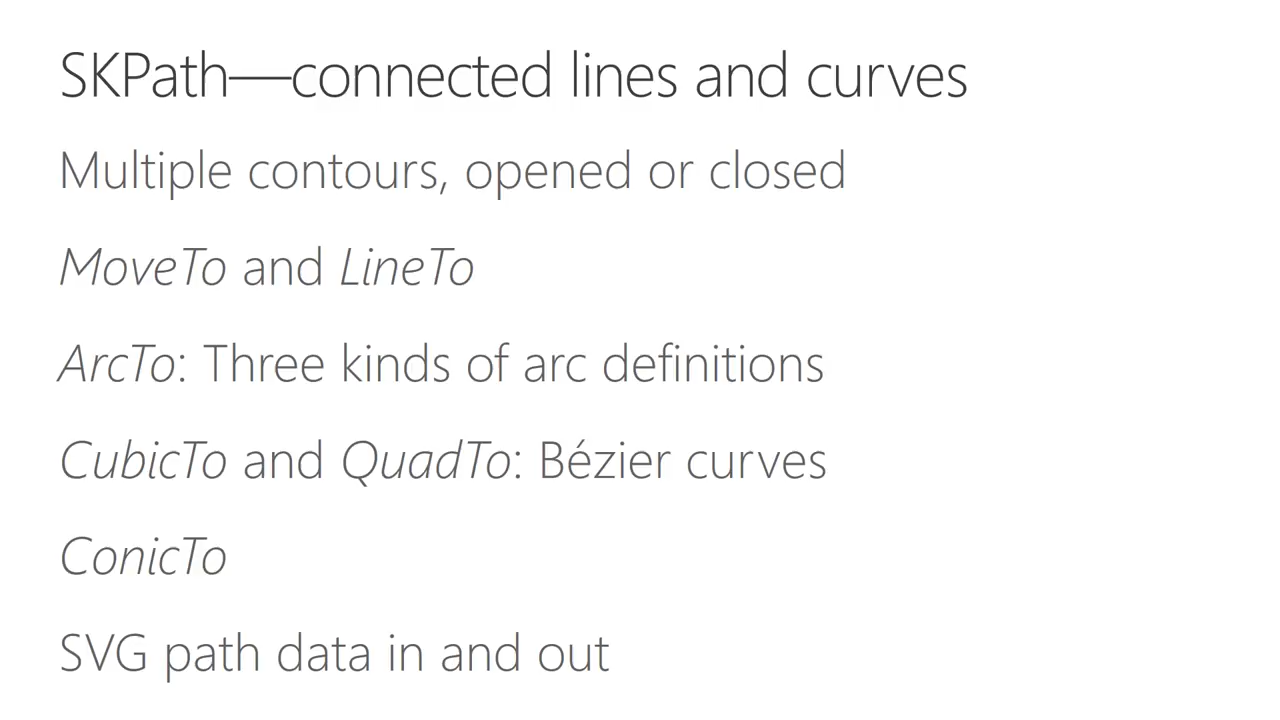 SKPath—connected lines and curves
Multiple contours, opened or closed
MoveTo and LineTo
ArcTo: Three kinds of arc definitions
CubicTo and QuadTo: Bézier curves
ConicTo
SVG path data in and out